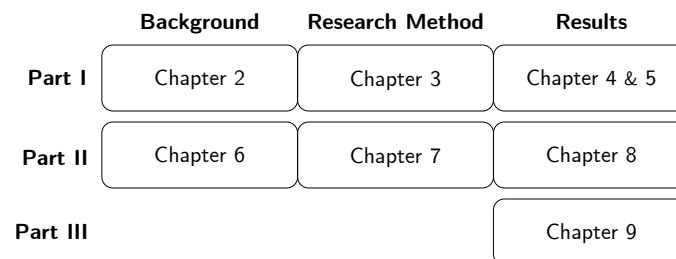 Background Research Method Results
Part I Chapter 2 Chapter 3 Chapter 4 & 5
Part II Chapter 6 Chapter 7 Chapter 8
Part III Chapter 9